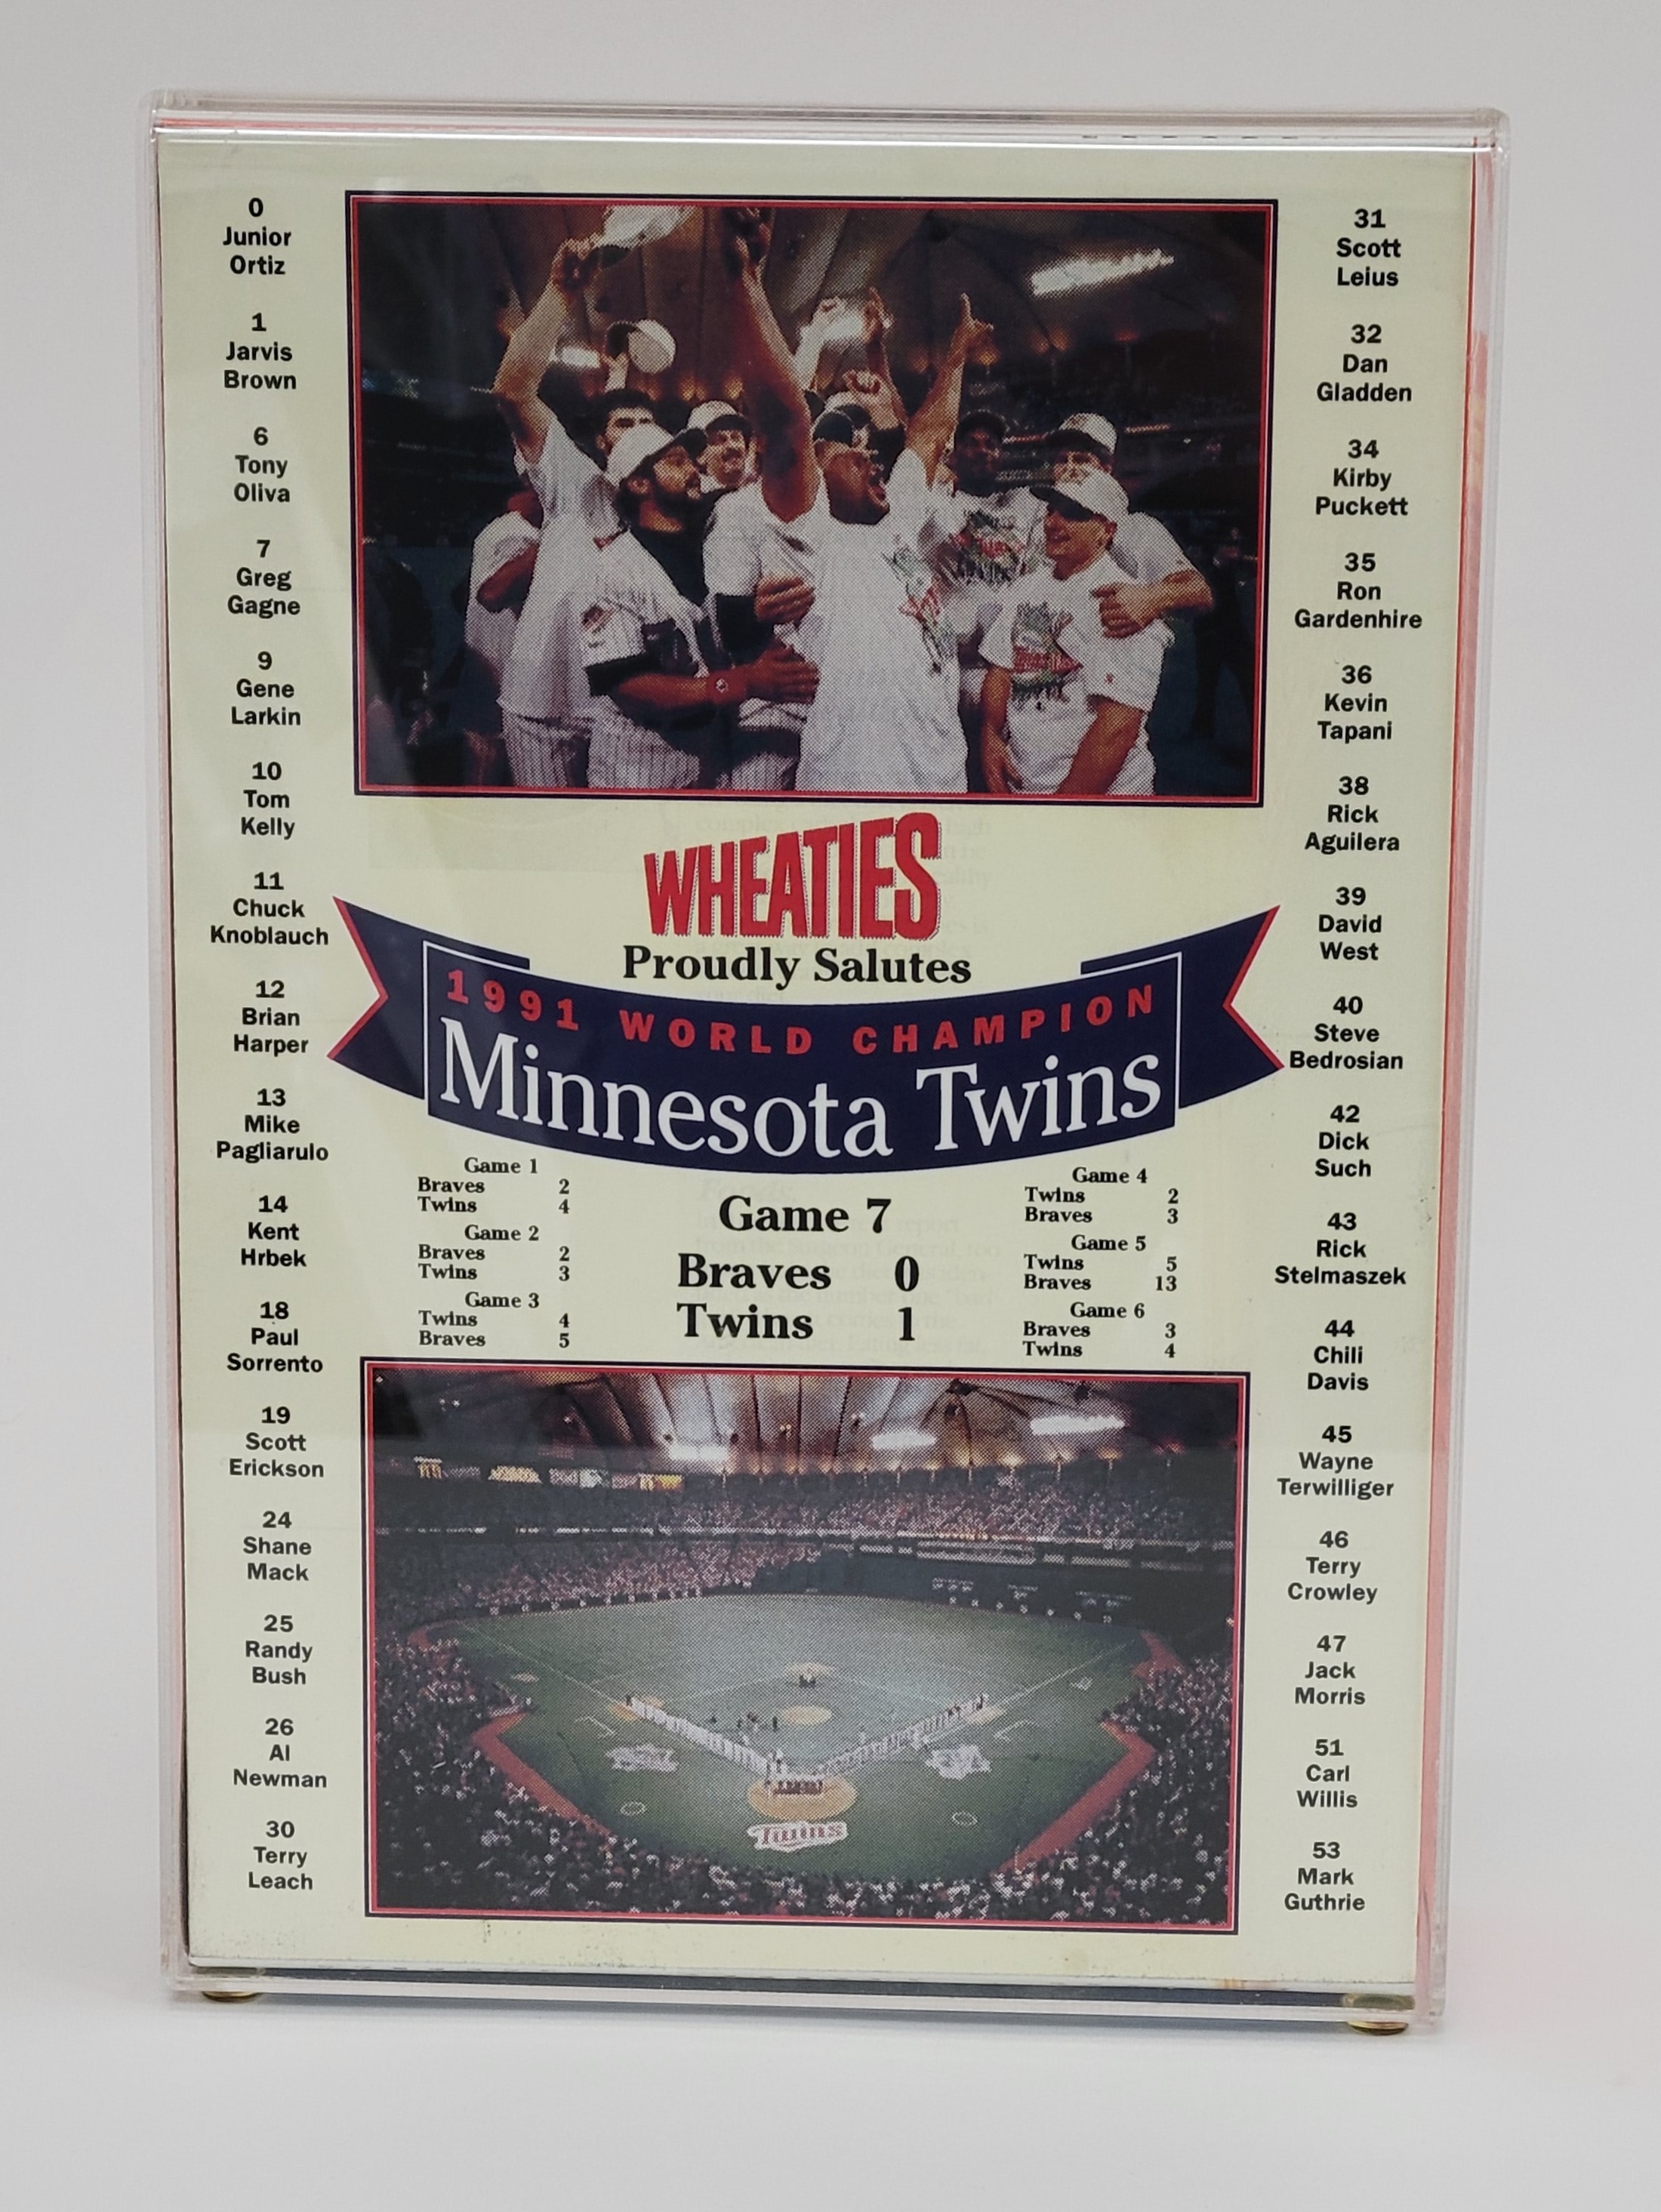 0
Junior
Ortiz
1
Jarvis
Brown
6
Tony
Oliva
7
Greg
Gagne
9
Gene
Larkin
10
Tom
Kelly
11
Chuck
Knoblauch
12
Brian
Harper
13
Mike
Pagliarulo
14
Kent
Hrbek
18
Paul
Sorrento
19
Scott
Erickson
24
Shane
Mack
25
Randy
Bush
26
Al
Newman
30
Terry
Leach
WHEATIES
Proudly Salutes
1991 WORLD CHAMPION
Minnesota Twins
Game 1
Braves 2
Twins 4
Game 2
Braves 2
Twins 3
Game 3
Twins 4
Braves 5
Game 7
Braves 0
Twins 1
Game 4
Twins 2
Braves 3
Game 5
Twins 5
Braves 13
Game 6
Braves 3
Twins 4
Twins
31
Scott
Leius
32
Dan
Gladden
34
Kirby
Puckett
35
Ron
Gardenhire
36
Kevin
Tapani
38
Rick
Aguilera
39
David
West
40
Steve
Bedrosian
42
Dick
Such
43
Rick
Stelmaszek
44
Chili
Davis
45
Wayne
Terwilliger
46
Terry
Crowley
47
Jack
Morris
51
Carl
Willis
53
Mark
Guthrie